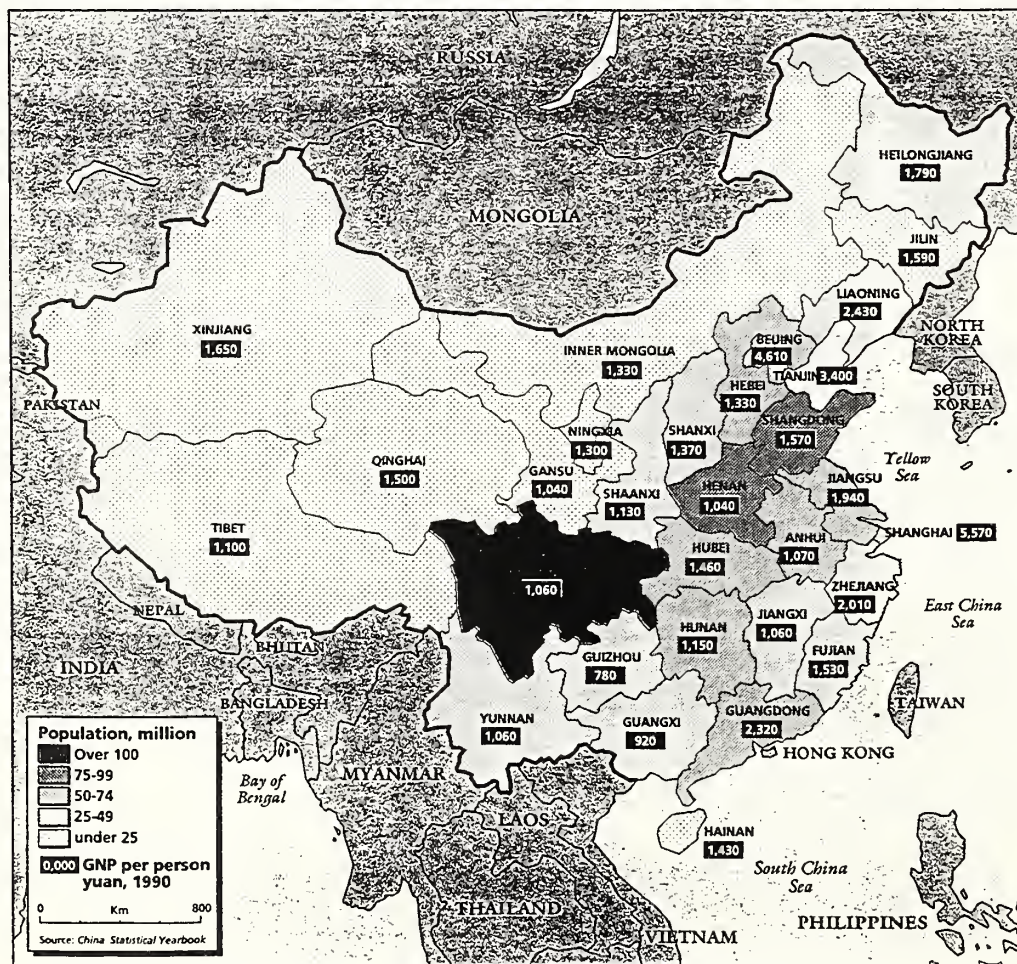 RUSSIA
HEILONGJIANG
1,790
MONGOLIA
JILIN
1,590
LIAONING
2,430
XINJIANG
1,650
NORTH
KOREA
BEIJING
4,610
INNER MONGOLIA
1,330
TIANJIN 3,400
HEBEI
1,330
SOUTH
KOREA
PAKISTAN
SHANGDONG
1,570
NINGXIA
1,300
SHANXI
1,370
QINGHAI
1,500
Yellow
Sea
GANSU
1,040
JIANGSU
1,940
HENAN
1,040
SHAANXI
1,130
TIBET
1,100
SHANGHAI 5,570
ANHUI
1,070
HUBEI
1,460
1,060
ZHEJIANG
2,010
NEPAL
JIANGXI
1,060
East China
Sea
HUNAN
1,150
BHUTAN
FUJIAN
1,530
GUIZHOU
780
INDIA
TAIWAN
BANGLADESH
GUANGDONG
2,320
YUNNAN
1,060
GUANGXI
920
HONG KONG
MYANMAR
Bay of
Bengal
LAOS
HAINAN
1,430
South China
Sea
THAILAND
PHILIPPINES
VIETNAM
Population, million
Over 100
75-99
50-74
25-49
under 25
0,000 GNP per person
yuan, 1990
0 Km 800
Source: China Statistical Yearbook